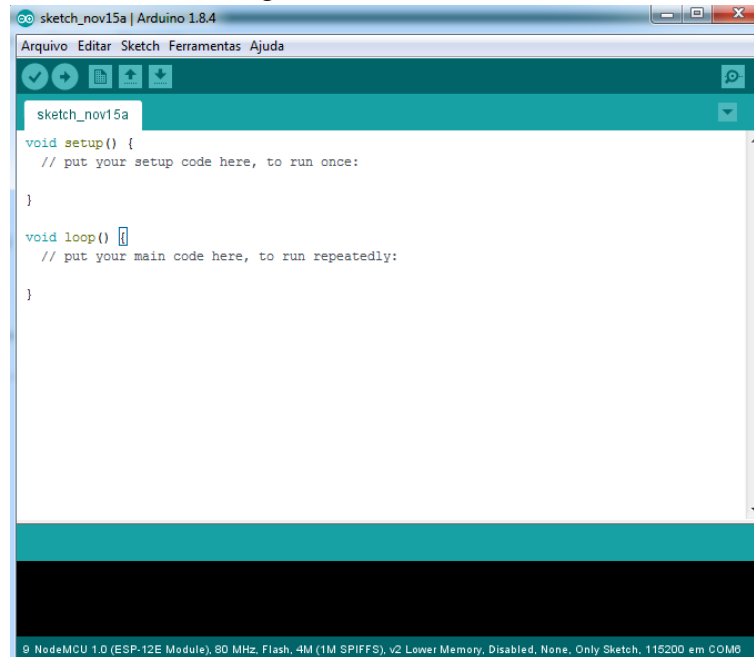 sketch_nov15a | Arduino 1.8.4
Arquivo Editar Sketch Ferramentas Ajuda
sketch_nov15a
void setup() {
// put your setup code here, to run once:
}
void loop() {
// put your main code here, to run repeatedly:
}
9 NodeMCU 1.0 (ESP-12E Module), 80 MHz, Flash, 4M (1M SPIFFS), v2 Lower Memory, Disabled, None, Only Sketch, 115200 em COM6